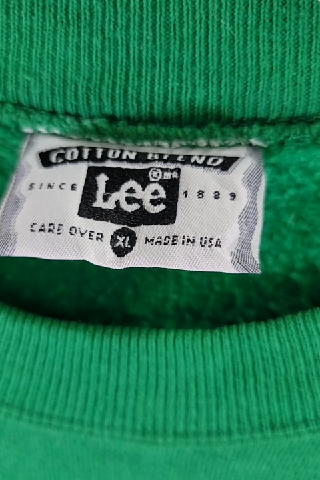 COTTON BLEND
SINCE Lee ® 1889
CARE OVER XL MADE IN USA